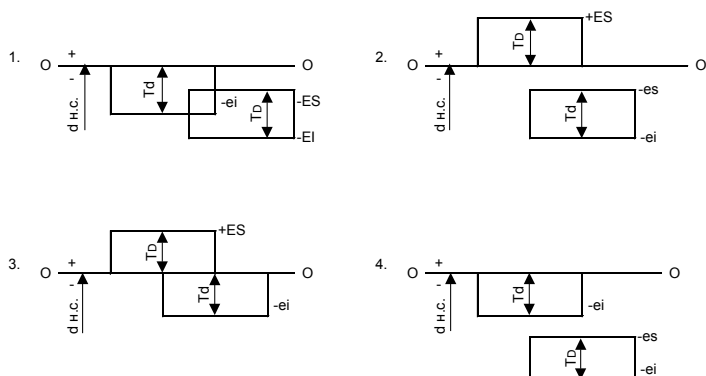 1. O + - O
d н.с.
Td
-ei
TD
-ES
-EI
2. O + - O
d н.с.
TD
+ES
Td
-es
-ei
3. O + - O
d н.с.
TD
+ES
Td
-ei
4. O + - O
d н.с.
Td
-ei
TD
-es
-ei